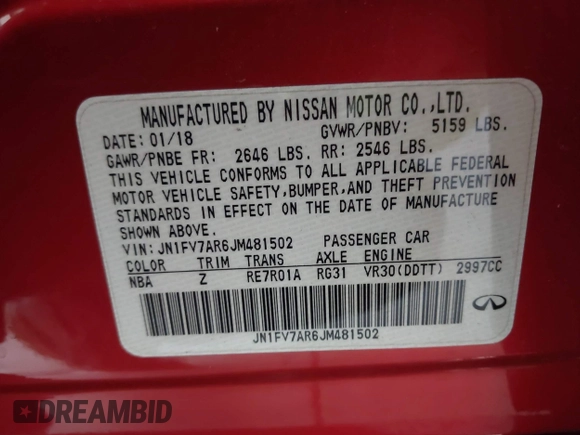 MANUFACTURED BY NISSAN MOTOR CO.,LTD.
DATE: 01/18 GVWR/PNBV: 5159 LBS.
GAWR/PNBE FR: 2646 LBS. RR: 2546 LBS.
THIS VEHICLE CONFORMS TO ALL APPLICABLE FEDERAL
MOTOR VEHICLE SAFETY,BUMPER,AND THEFT PREVENTION
STANDARDS IN EFFECT ON THE DATE OF MANUFACTURE
SHOWN ABOVE.
VIN: JN1FV7AR6JM481502 PASSENGER CAR
COLOR TRIM TRANS AXLE ENGINE
NBA Z RE7R01A RG31 VR30(DDTT) 2997CC
JN1FV7AR6JM481502
INFINITI
DREAMBID